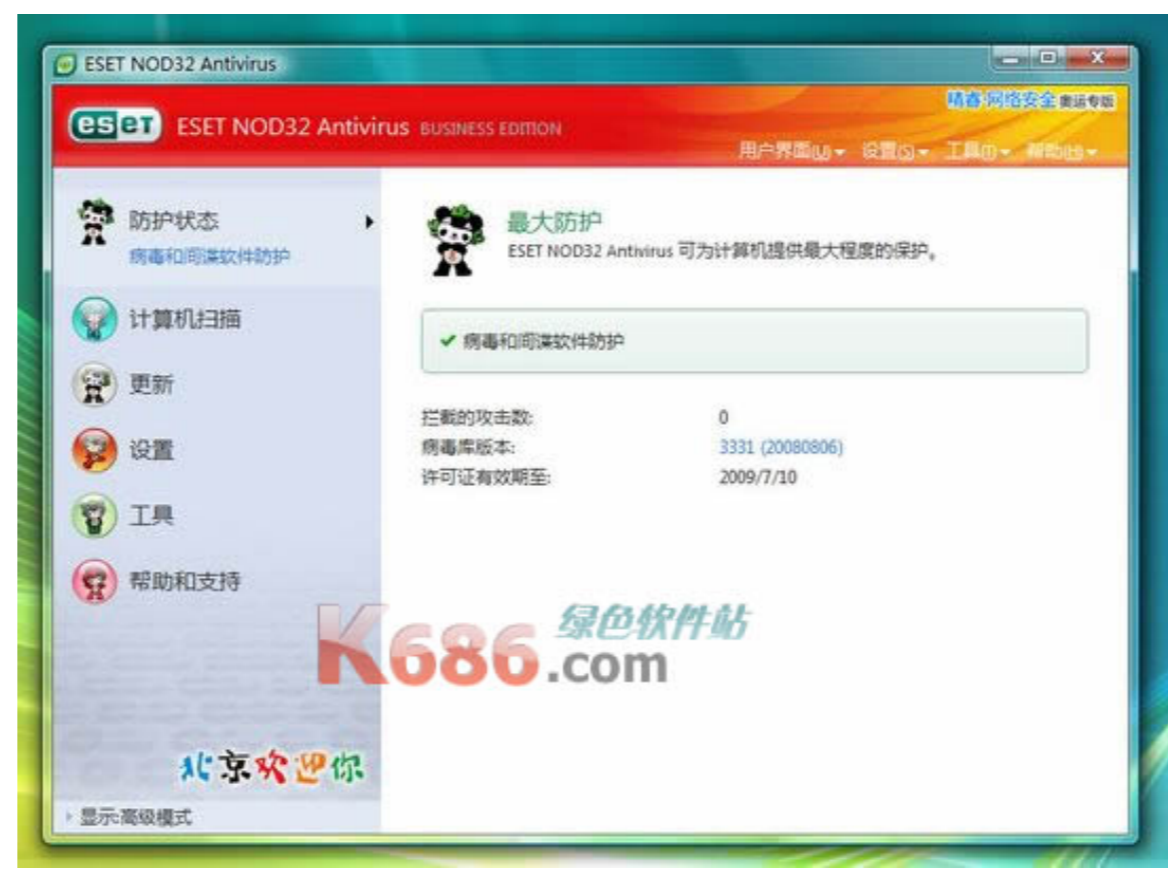 ESET NOD32 Antivirus
eset ESET NOD32 Antivirus BUSINESS EDITION
精睿·网络安全 奥运专版
用户界面(U) 设置(S) 工具(T) 帮助(H)
防护状态
病毒和间谍软件防护
计算机扫描
更新
设置
工具
帮助和支持
北京欢迎你
显示:高级模式
最大防护
ESET NOD32 Antivirus 可为计算机提供最大程度的保护。
病毒和间谍软件防护
拦截的攻击数: 0
病毒库版本: 3331 (20080806)
许可证有效期至: 2009/7/10
K686.com 绿色软件站